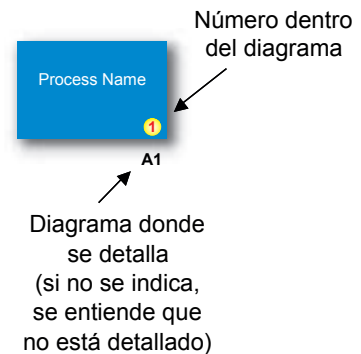 Número dentro
del diagrama
Process Name
1
A1
Diagrama donde
se detalla
(si no se indica,
se entiende que
no está detallado)